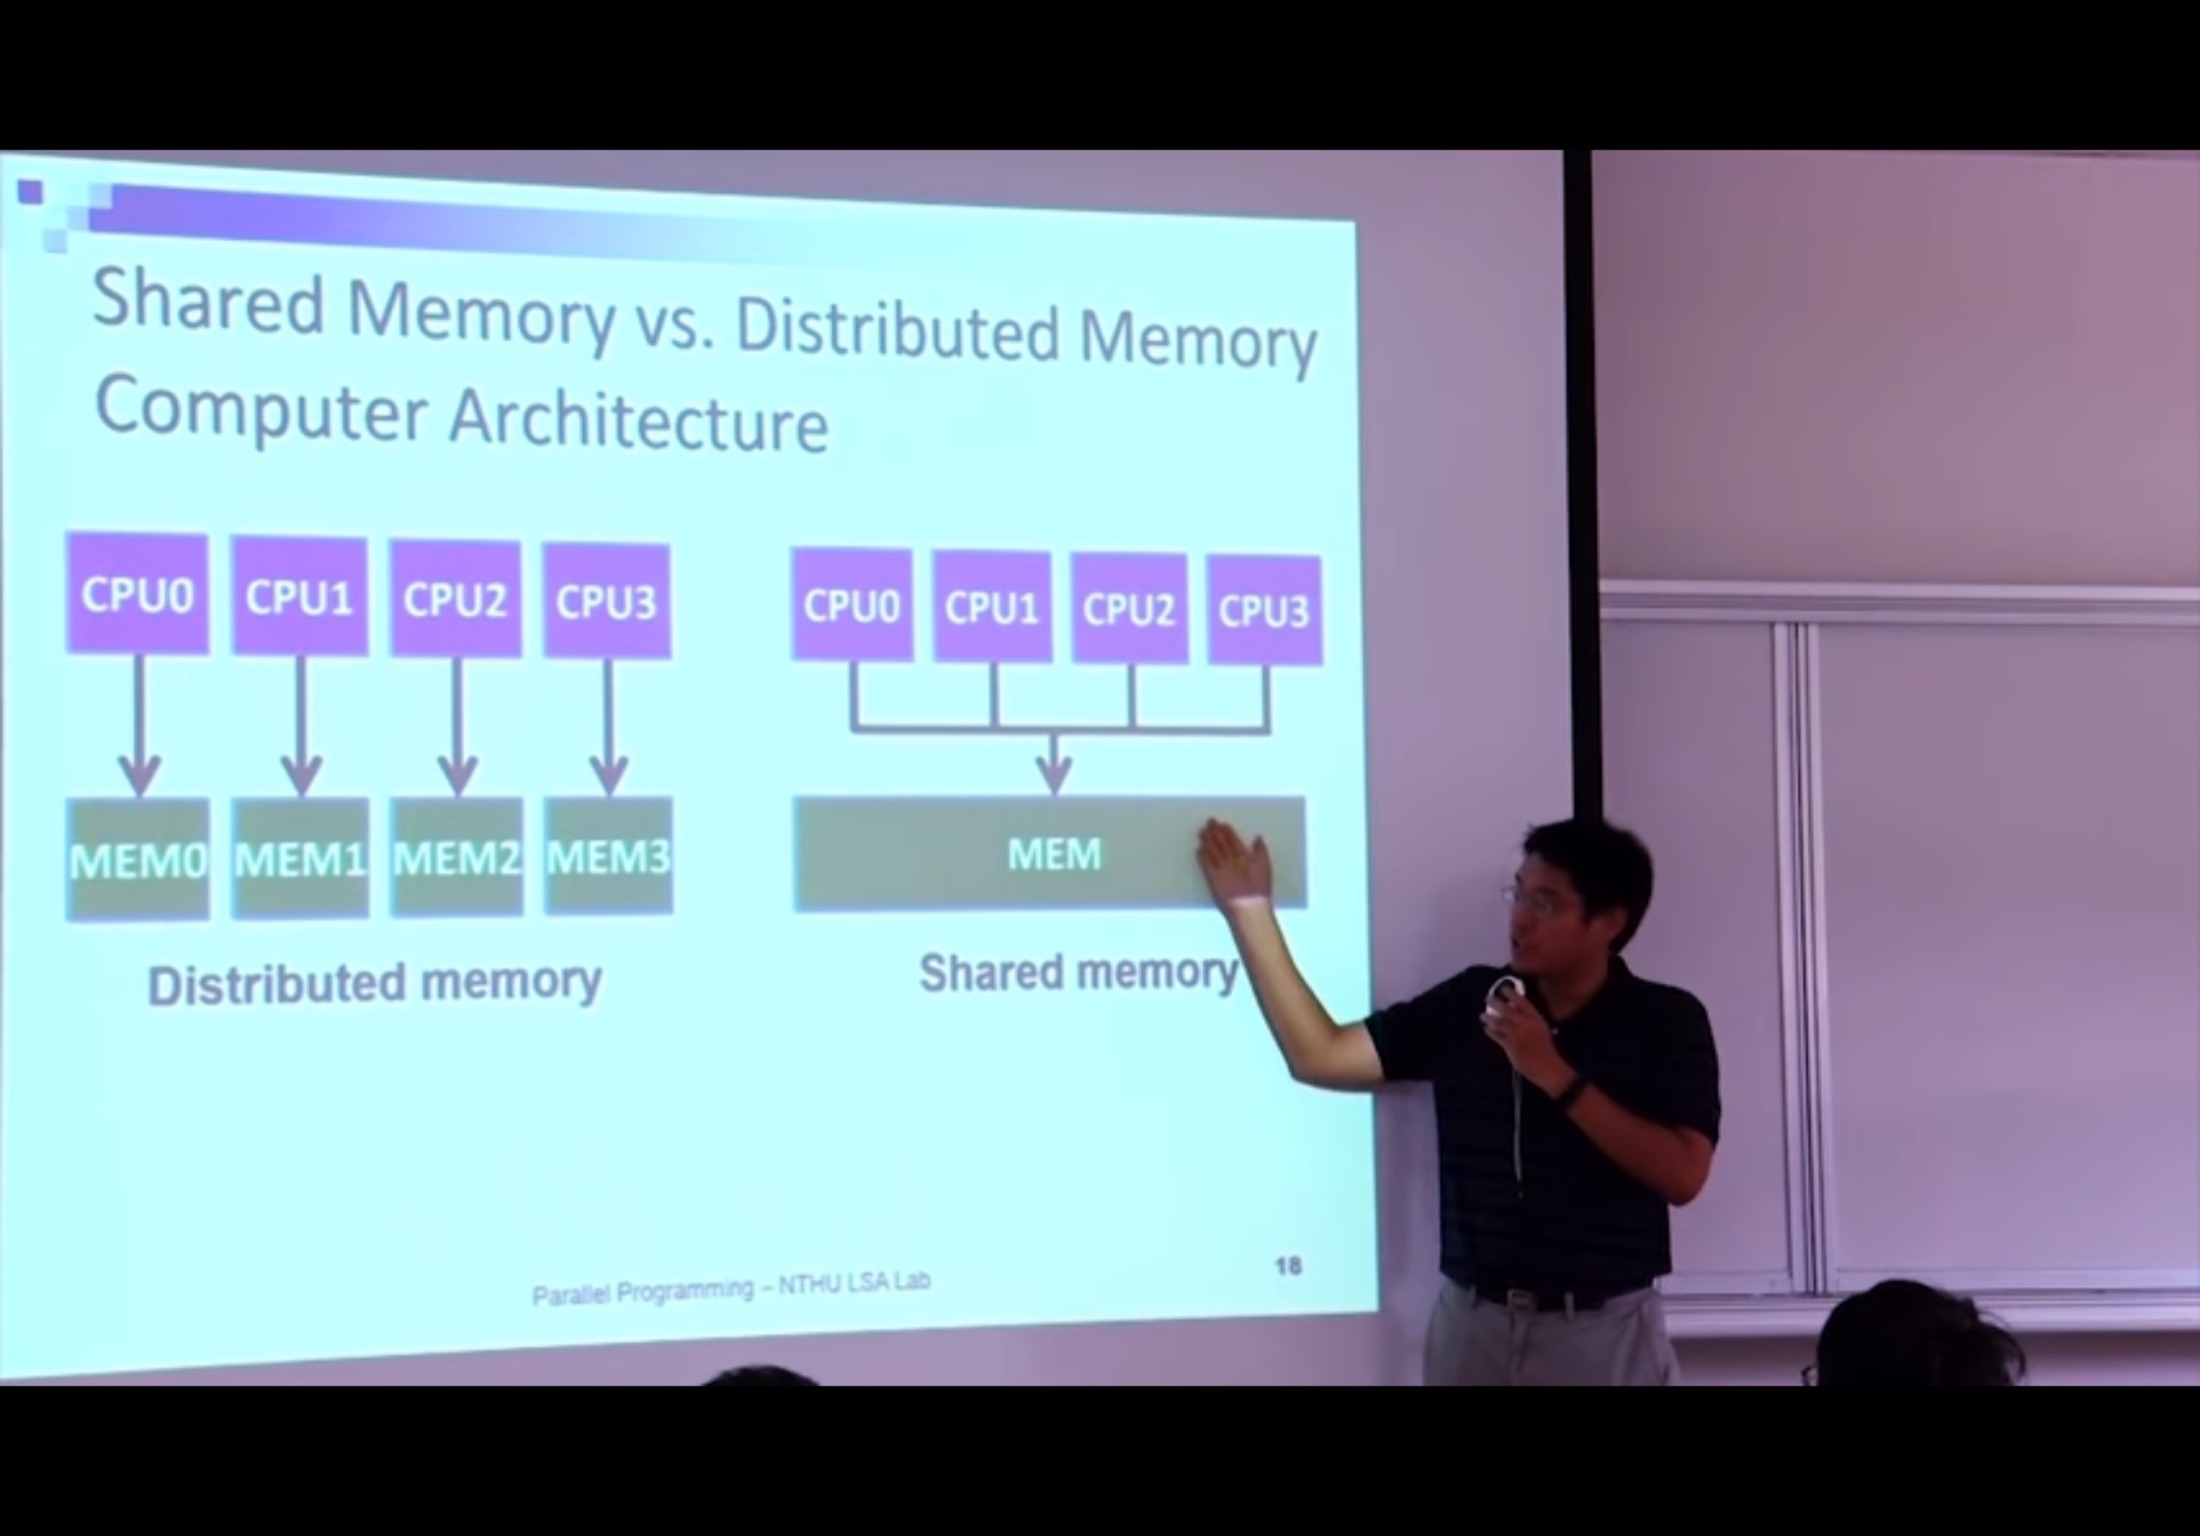 Shared Memory vs. Distributed Memory
Computer Architecture
CPU0 CPU1 CPU2 CPU3
MEM0 MEM1 MEM2 MEM3
Distributed memory
CPU0 CPU1 CPU2 CPU3
MEM
Shared memory
Parallel Programming – NTHU LSA Lab
18